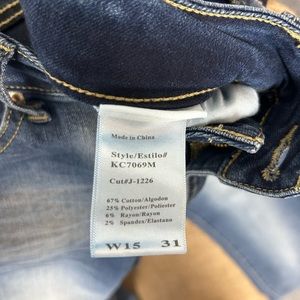 Made in China
Style/Estilo#
KC7069M
Cut#J-1226
67% Cotton/Algodon
25% Polyester/Polyester
6% Rayon/Rayon
2% Spandex/Elastano
W15 31